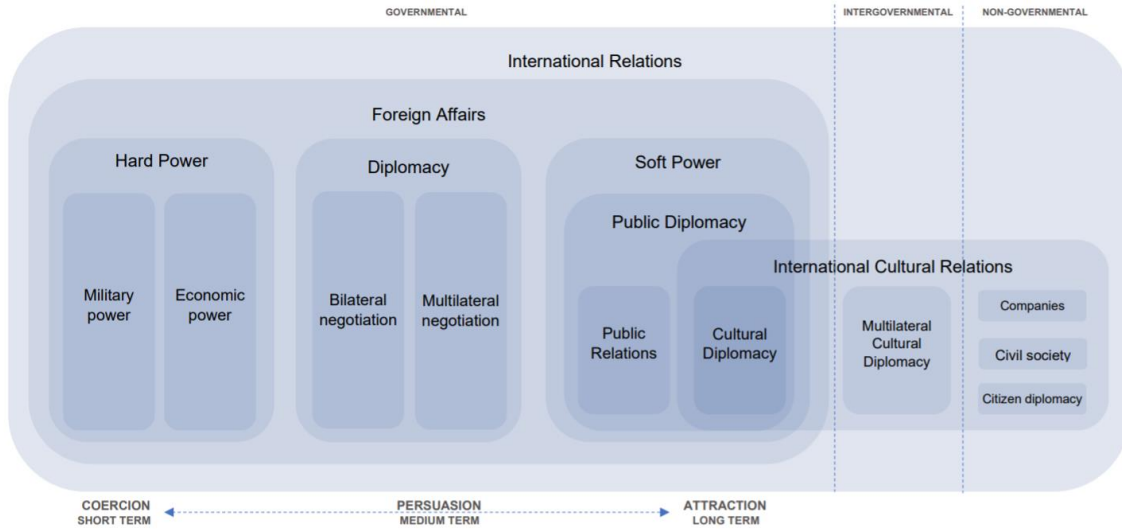 GOVERNMENTAL
INTERGOVERNMENTAL
NON-GOVERNMENTAL
International Relations
Foreign Affairs
Hard Power
Diplomacy
Soft Power
Public Diplomacy
International Cultural Relations
Military
power
Economic
power
Bilateral
negotiation
Multilateral
negotiation
Public
Relations
Cultural
Diplomacy
Multilateral
Cultural
Diplomacy
Companies
Civil society
Citizen diplomacy
COERCION
SHORT TERM
PERSUASION
MEDIUM TERM
ATTRACTION
LONG TERM